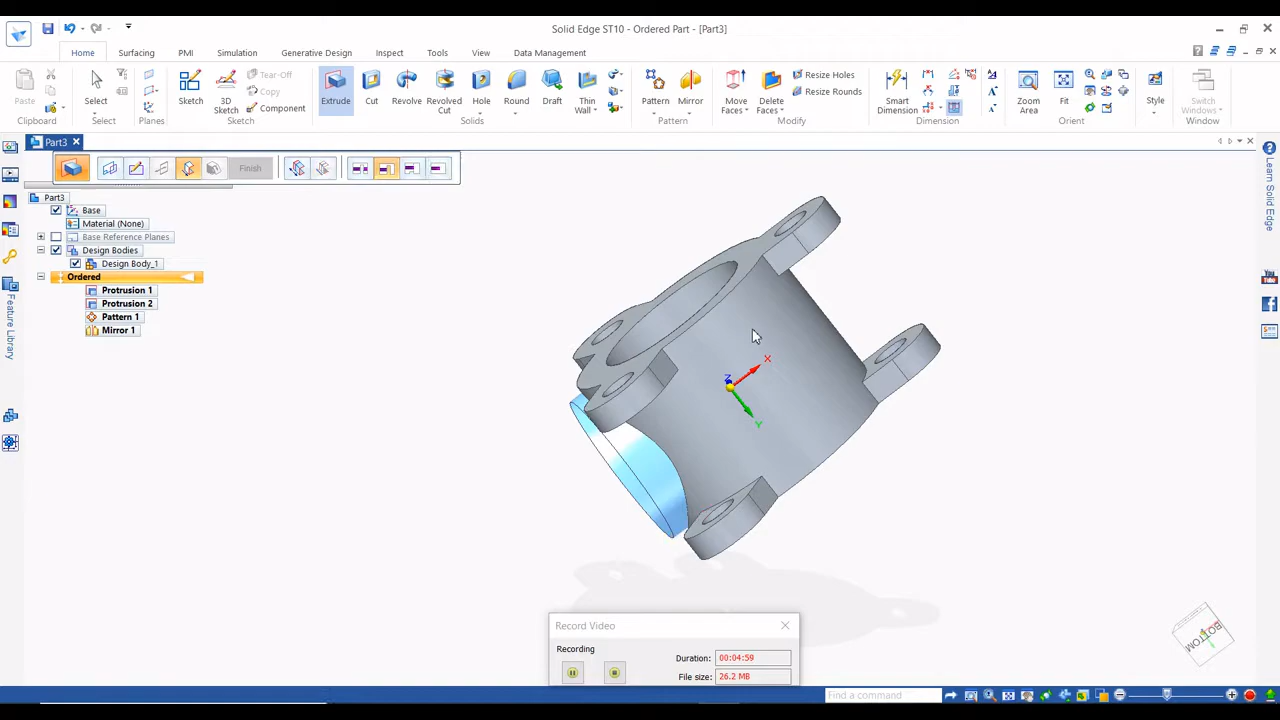 Solid Edge ST10 - Ordered Part - [Part3]
Home Surfacing PMI Simulation Generative Design Inspect Tools View Data Management
Paste
Clipboard
Select
Select
Planes
Sketch
3D Sketch
Tear-Off
Copy
Component
Sketch
Extrude
Cut
Revolve
Revolved Cut
Hole
Round
Draft
Thin Wall
Solids
Pattern
Mirror
Pattern
Move Faces
Delete Faces
Resize Holes
Resize Rounds
Modify
Smart Dimension
Dimension
Zoom Area
Fit
Orient
Style
Style
Switch Windows
Window
Part3
Finish
Part3
Base
Material (None)
Base Reference Planes
Design Bodies
Design Body_1
Ordered
Protrusion 1
Protrusion 2
Pattern 1
Mirror 1
Feature Library
Learn Solid Edge
You
Tube
X
Z
Y
BOTTOM
Record Video
Recording
Duration: 00:04:59
File size: 26.2 MB
Find a command